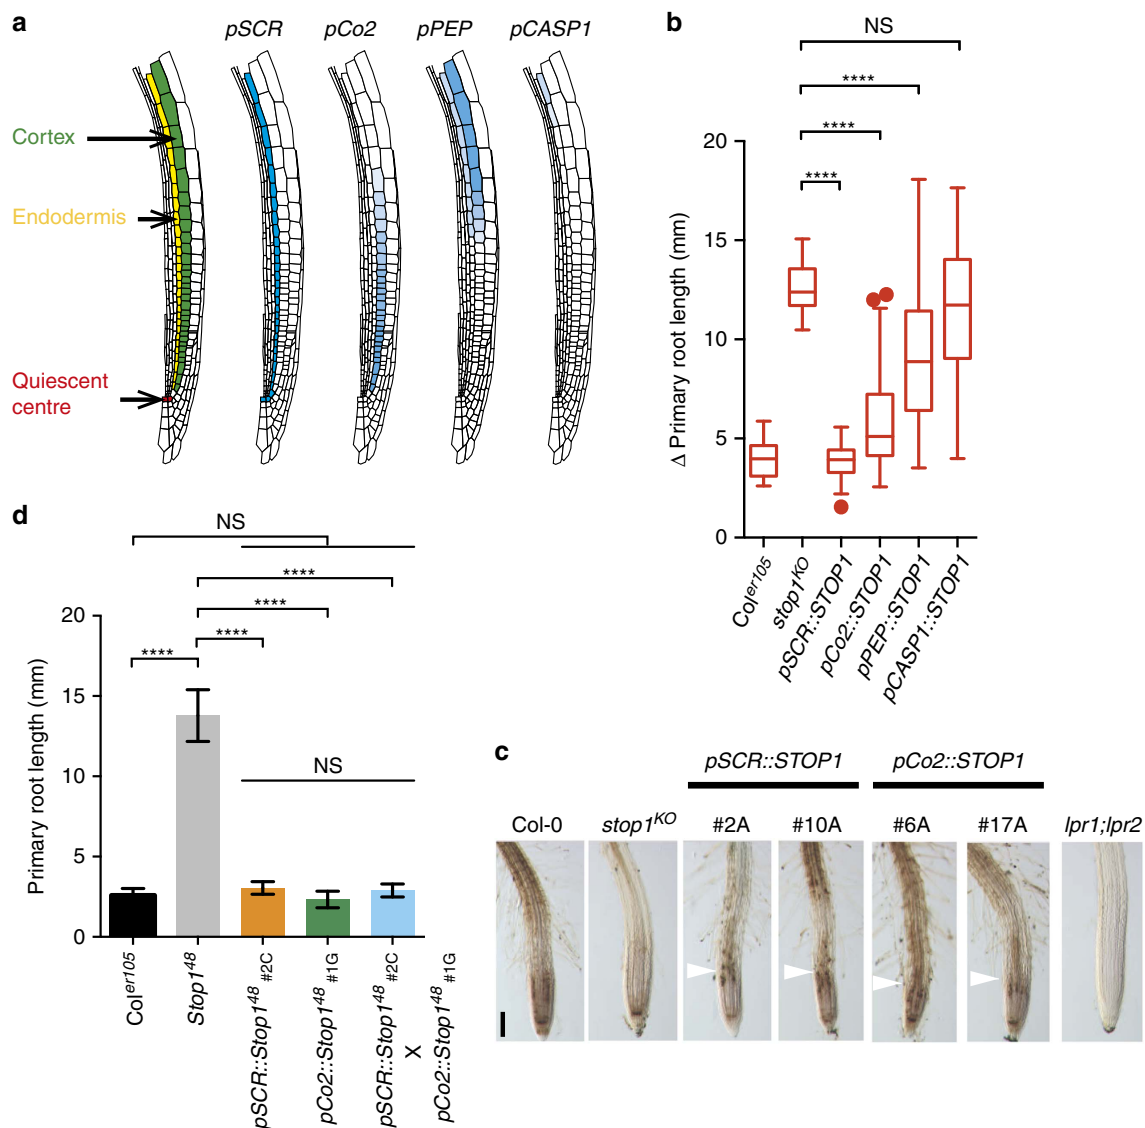 a
pSCR pCo2 pPEP pCASP1
Cortex
Endodermis
Quiescent
centre
b
NS
****
****
****
20
15
10
5
0
Δ Primary root length (mm)
Col^er105
stop1^KO
pSCR::STOP1
pCo2::STOP1
pPEP::STOP1
pCASP1::STOP1
d
NS
****
****
****
****
NS
20
15
10
5
0
Primary root length (mm)
Col^er105
Stop1^48
pSCR::Stop1^48 #2C
pCo2::Stop1^48 #1G
pSCR::Stop1^48 #2C
X
pCo2::Stop1^48 #1G
c
pSCR::STOP1 pCo2::STOP1
Col-0 stop1^KO #2A #10A #6A #17A lpr1;lpr2